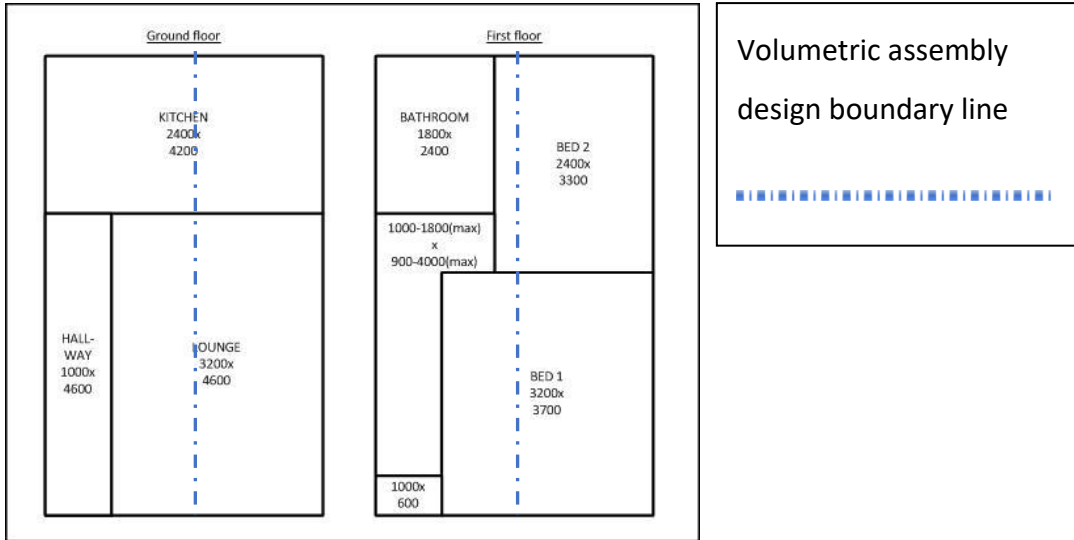 Ground floor
First floor
KITCHEN
2400x
4200
HALL-
WAY
1000x
4600
LOUNGE
3200x
4600
BATHROOM
1800x
2400
BED 2
2400x
3300
1000-1800(max)
x
900-4000(max)
BED 1
3200x
3700
1000x
600
Volumetric assembly
design boundary line